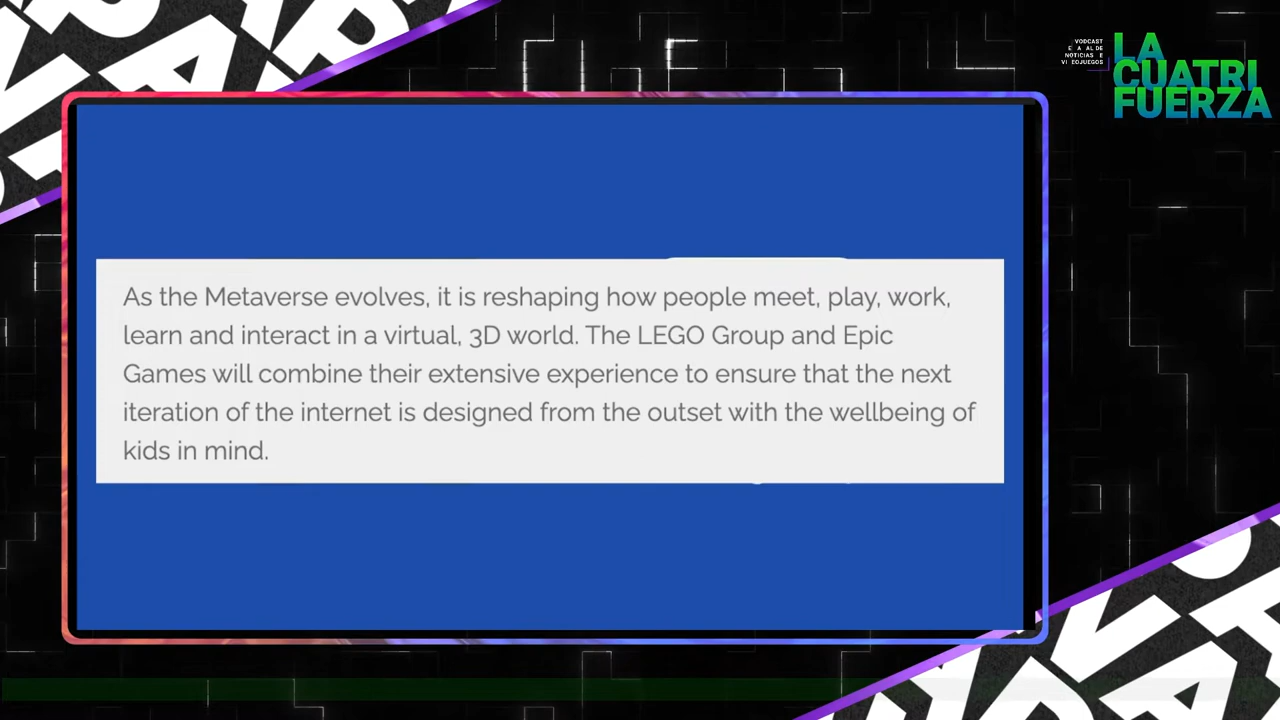 VODCAST
NOTICIAS E
LA
CUATRI
FUERZA
As the Metaverse evolves, it is reshaping how people meet, play, work,
learn and interact in a virtual, 3D world. The LEGO Group and Epic
Games will combine their extensive experience to ensure that the next
iteration of the internet is designed from the outset with the wellbeing of
kids in mind.